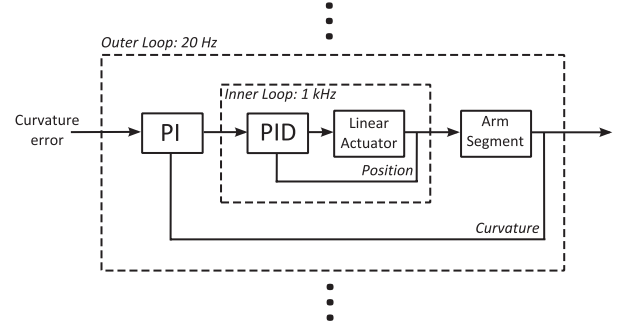 Outer Loop: 20 Hz
Inner Loop: 1 kHz
Curvature
error
PI
PID
Linear
Actuator
Arm
Segment
Position
Curvature